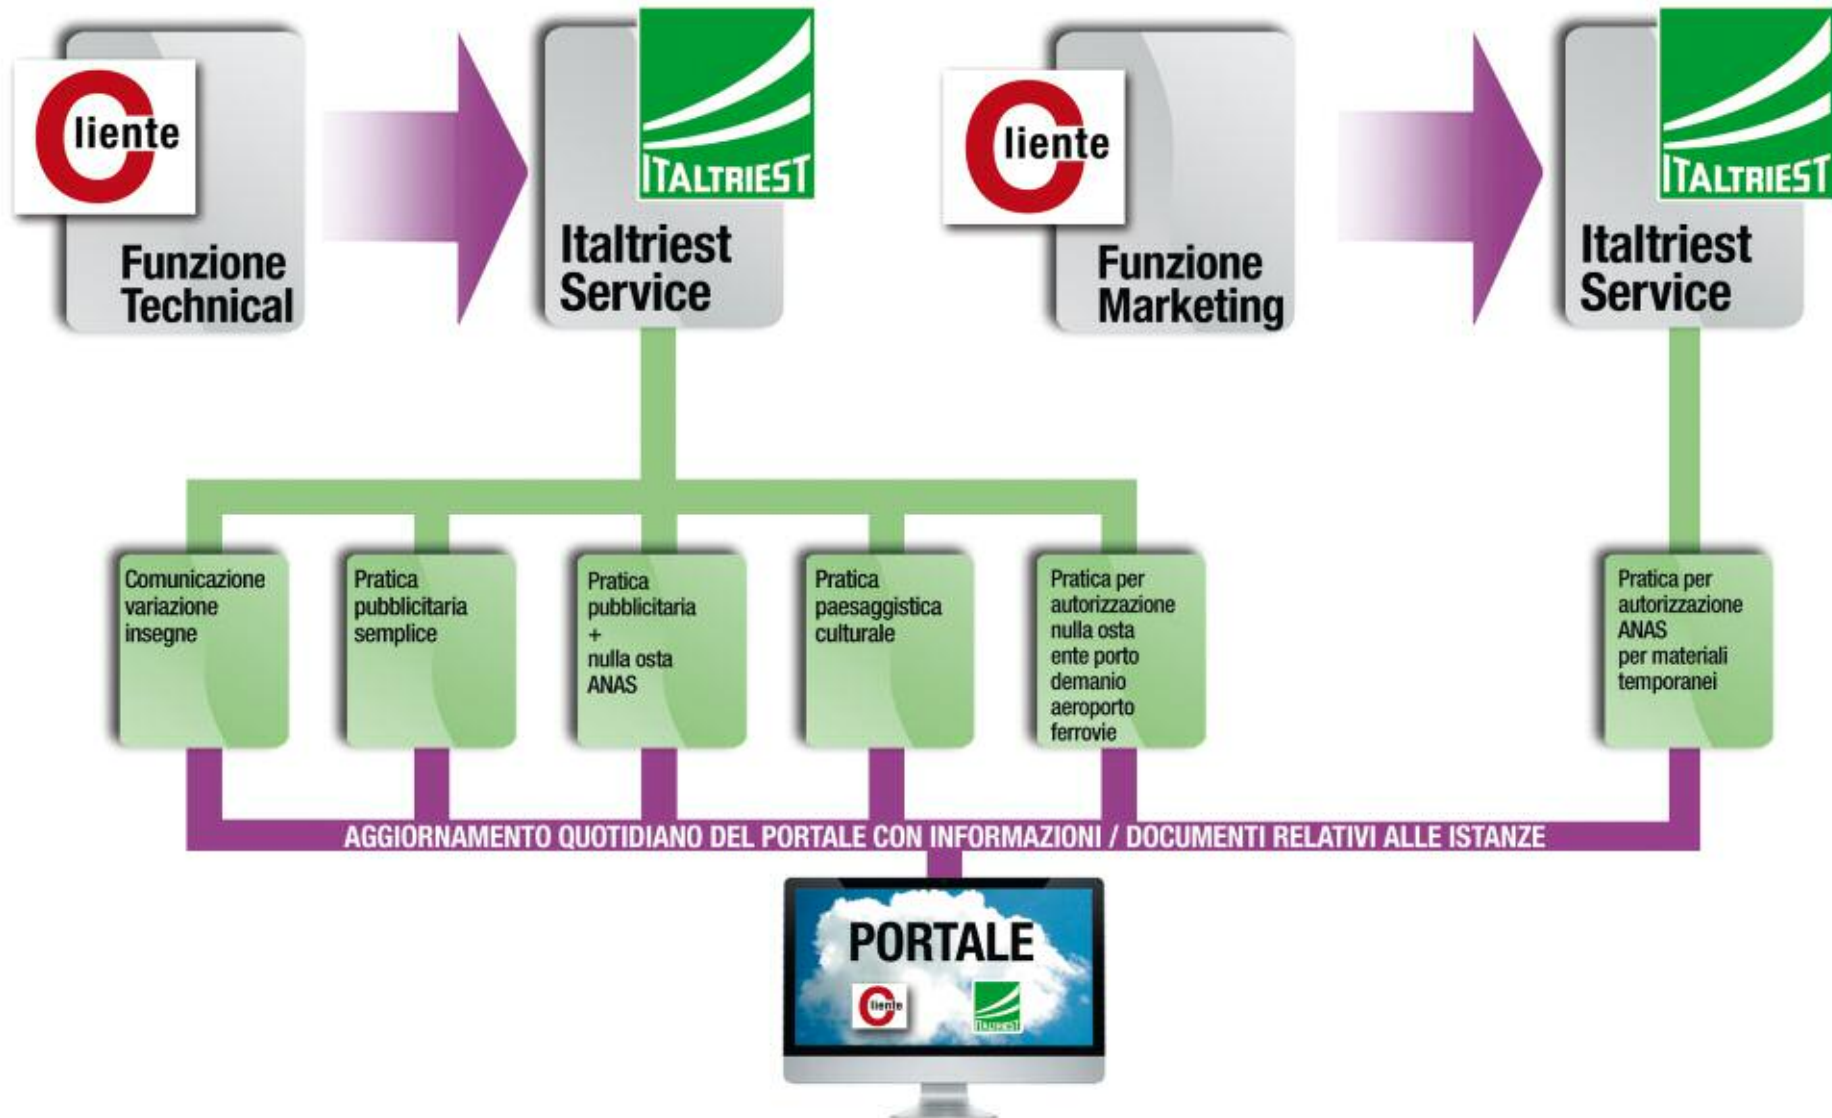 Cliente
Funzione
Technical
ITALTRIEST
Italtriest
Service
Cliente
Funzione
Marketing
ITALTRIEST
Italtriest
Service
Comunicazione
variazione
insegne
Pratica
pubblicitaria
semplice
Pratica
pubblicitaria
+
nulla osta
ANAS
Pratica
paesaggistica
culturale
Pratica per
autorizzazione
nulla osta
ente porto
demanio
aeroporto
ferrovie
Pratica per
autorizzazione
ANAS
per materiali
temporanei
AGGIORNAMENTO QUOTIDIANO DEL PORTALE CON INFORMAZIONI / DOCUMENTI RELATIVI ALLE ISTANZE
PORTALE
Cliente
ITALTRIEST